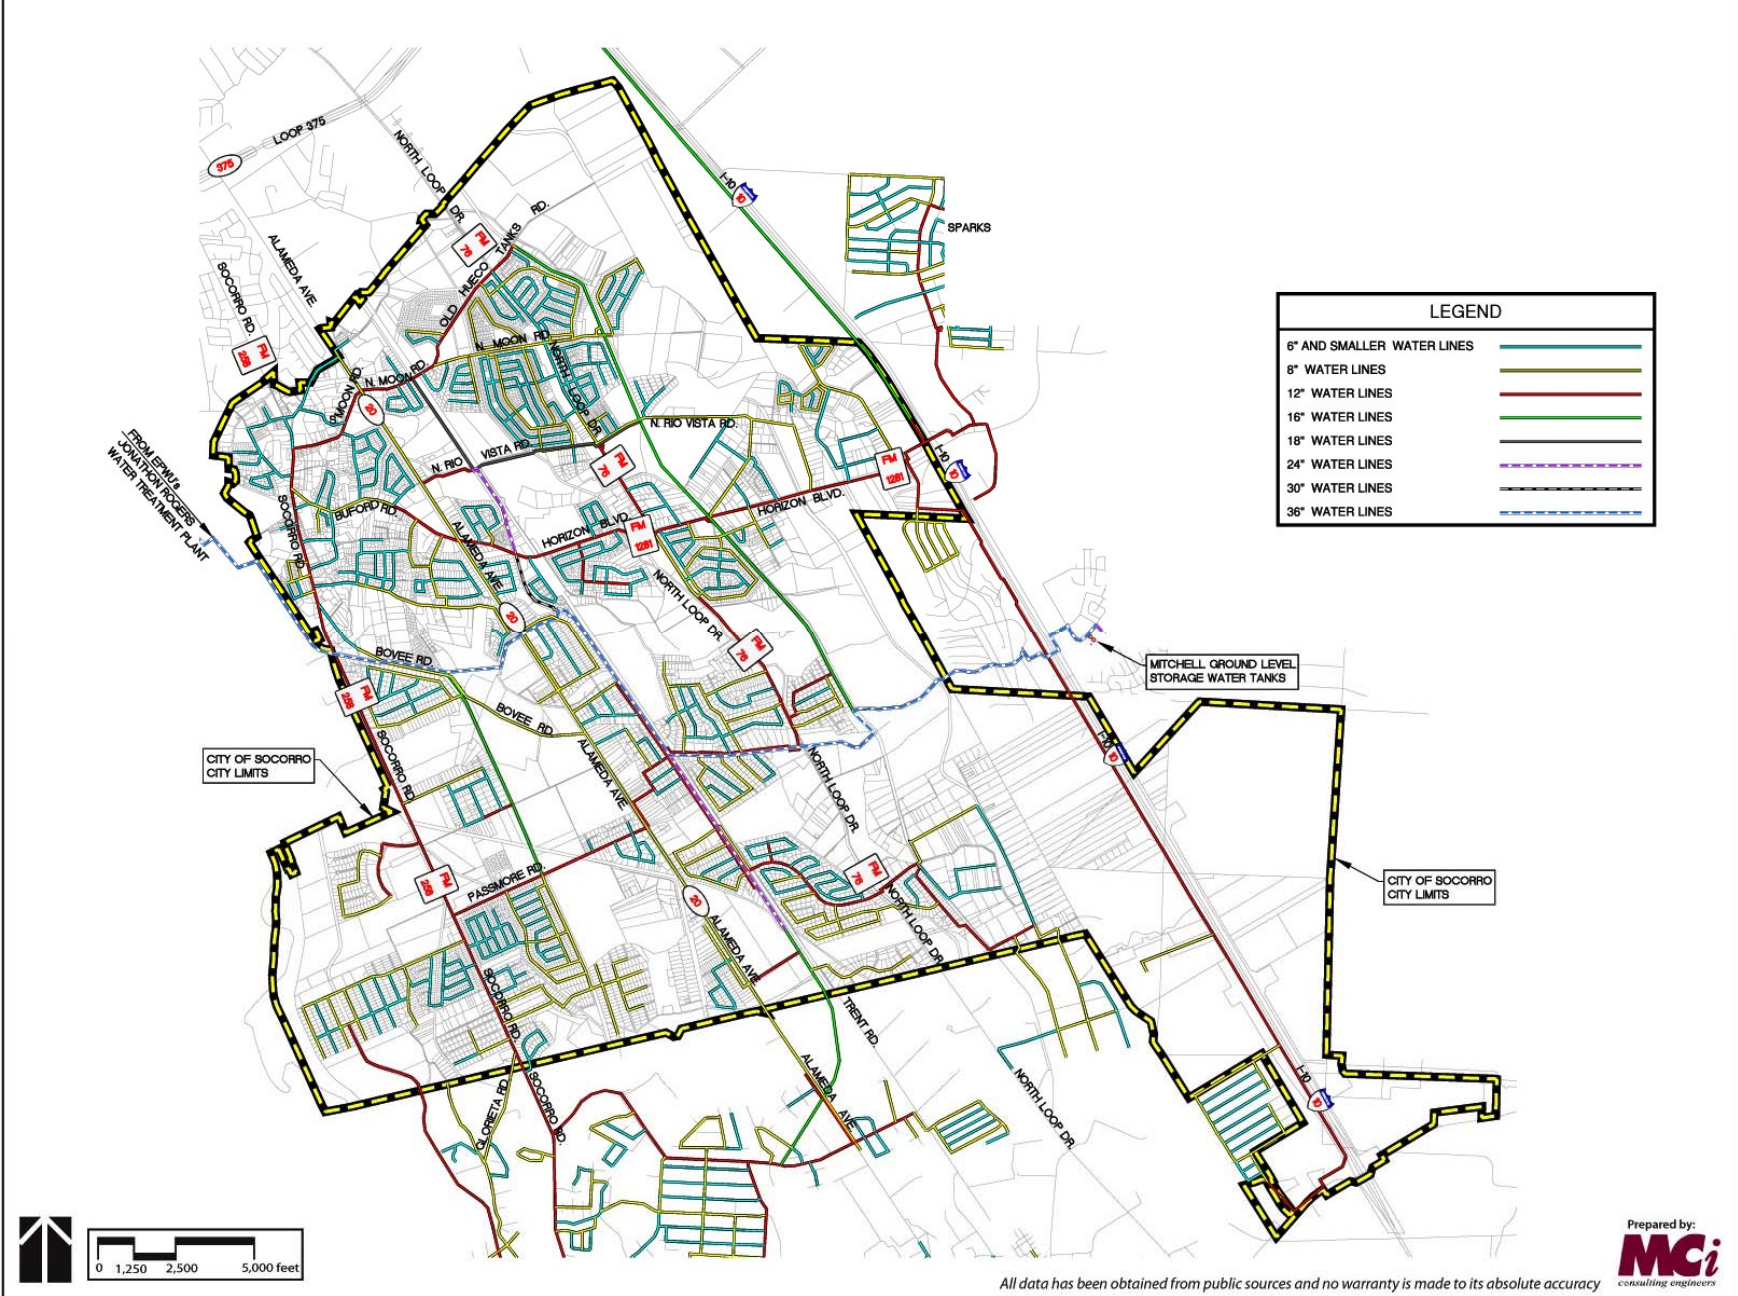 LOOP 375
375
NORTH LOOP DR.
OLD HUECO TANKS RD.
FM 76
I-10
10
SPARKS
ALAMEDA AVE.
SOCORRO RD.
FM 258
N. MOON RD.
N. MOON RD.
S. MOON RD.
20
NORTH LOOP DR.
N. RIO VISTA RD.
N. RIO VISTA RD.
FM 76
FM 1281
I-10
10
HORIZON BLVD.
HORIZON BLVD.
FM 1281
FROM EPWU's
JONATHON ROGERS
WATER TREATMENT PLANT
SOCORRO RD.
BUFORD RD.
ALAMEDA AVE.
20
NORTH LOOP DR.
FM 76
BOVEE RD.
FM 258
BOVEE RD.
MITCHELL GROUND LEVEL
STORAGE WATER TANKS
CITY OF SOCORRO
CITY LIMITS
SOCORRO RD.
ALAMEDA AVE.
NORTH LOOP DR.
I-10
10
FM 258
PASSMORE RD.
20
FM 76
NORTH LOOP DR.
CITY OF SOCORRO
CITY LIMITS
ALAMEDA AVE.
SOCORRO RD.
TRENT RD.
GLORIETA RD.
SOCORRO RD.
ALAMEDA AVE.
NORTH LOOP DR.
I-10
10
LEGEND
6" AND SMALLER WATER LINES
8" WATER LINES
12" WATER LINES
16" WATER LINES
18" WATER LINES
24" WATER LINES
30" WATER LINES
36" WATER LINES
0 1,250 2,500 5,000 feet
Prepared by:
MCi
consulting engineers
All data has been obtained from public sources and no warranty is made to its absolute accuracy